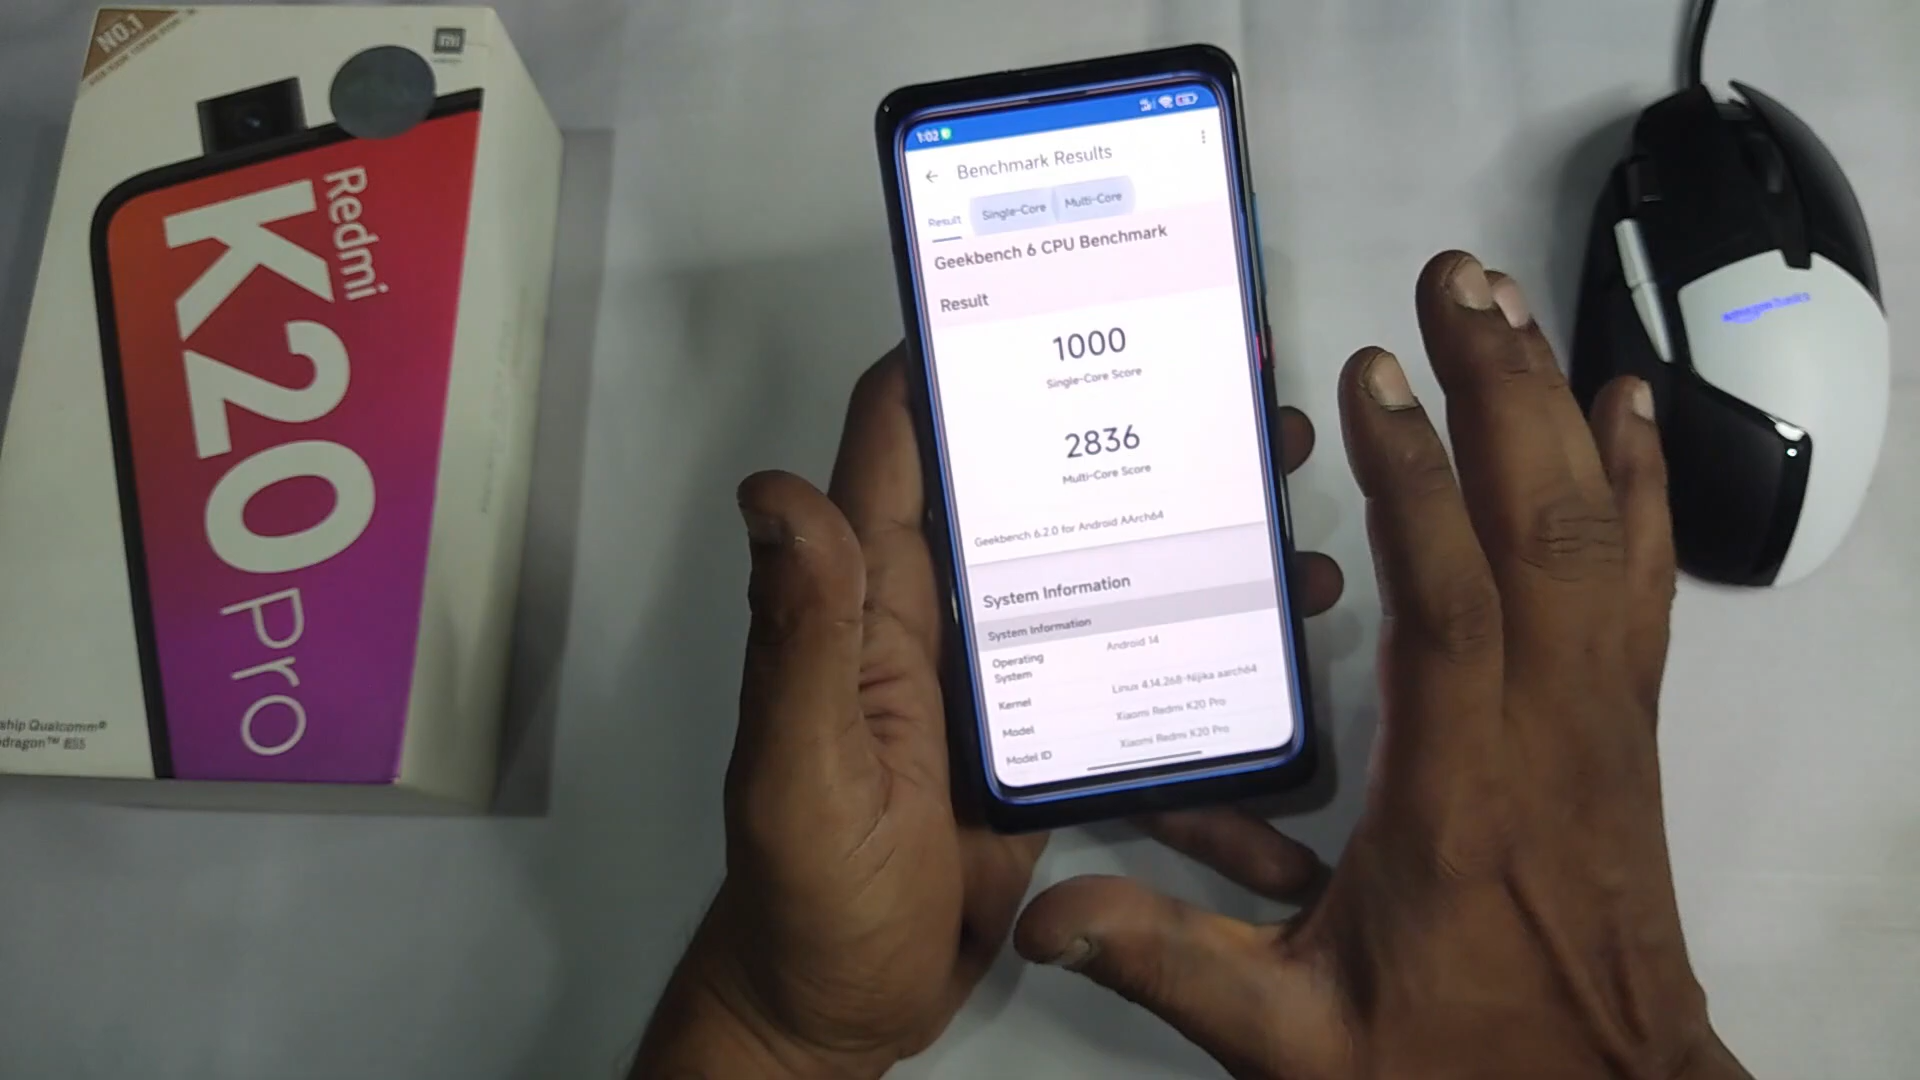 NO.1
mi
Redmi
K20 Pro
ship Qualcomm®
dragon™ 855
1:02
Benchmark Results
Result
Single-Core
Multi-Core
Geekbench 6 CPU Benchmark
Result
1000
Single-Core Score
2836
Multi-Core Score
Geekbench 6.2.0 for Android AArch64
System Information
System Information
Operating System
Android 14
Kernel
Linux 4.14.268-Nijika aarch64
Model
Xiaomi Redmi K20 Pro
Model ID
Xiaomi Redmi K20 Pro
amazonbasics